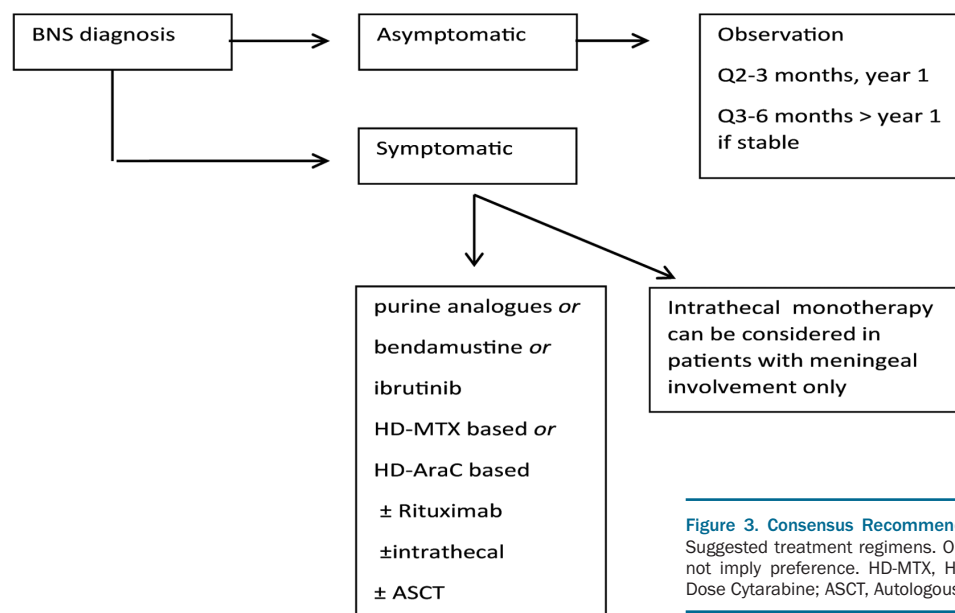 BNS diagnosis
Asymptomatic
Observation
Q2-3 months, year 1
Q3-6 months > year 1
if stable
Symptomatic
purine analogues or
bendamustine or
ibrutinib
HD-MTX based or
HD-AraC based
± Rituximab
±intrathecal
± ASCT
Intrathecal monotherapy
can be considered in
patients with meningeal
involvement only
Figure 3. Consensus
Suggested treatment regimens.
not imply preference. HD-MTX,
Dose Cytarabine; ASCT,